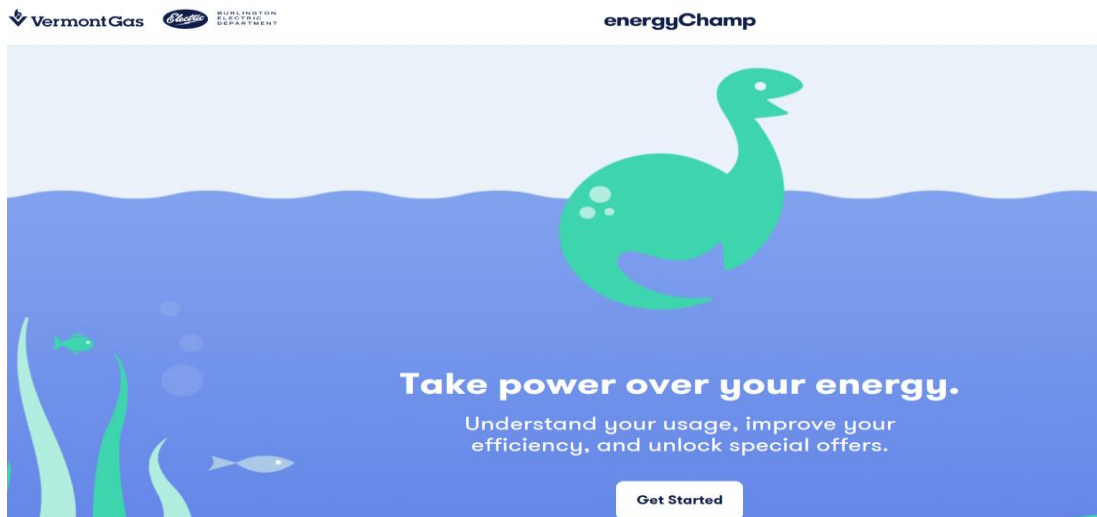 Vermont Gas
Electric
BURLINGTON
ELECTRIC
DEPARTMENT
energyChamp
Take power over your energy.
Understand your usage, improve your
efficiency, and unlock special offers.
Get Started